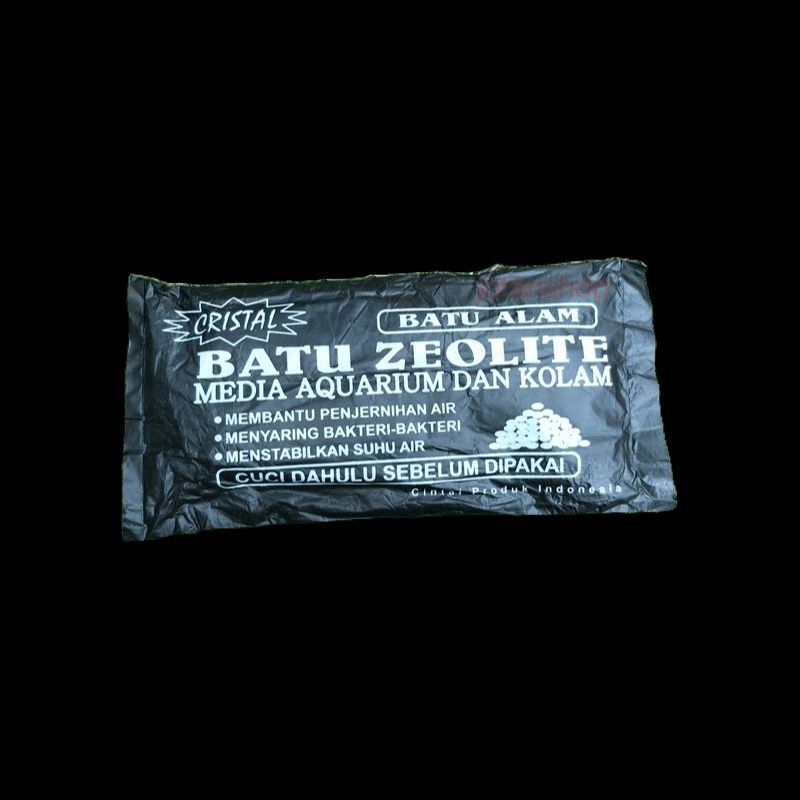 CRISTAL
BATU ALAM
BATU ZEOLITE
MEDIA AQUARIUM DAN KOLAM
• MEMBANTU PENJERNIHAN AIR
• MENYARING BAKTERI-BAKTERI
• MENSTABILKAN SUHU AIR
CUCI DAHULU SEBELUM DIPAKAI
Cintai Produk Indonesia